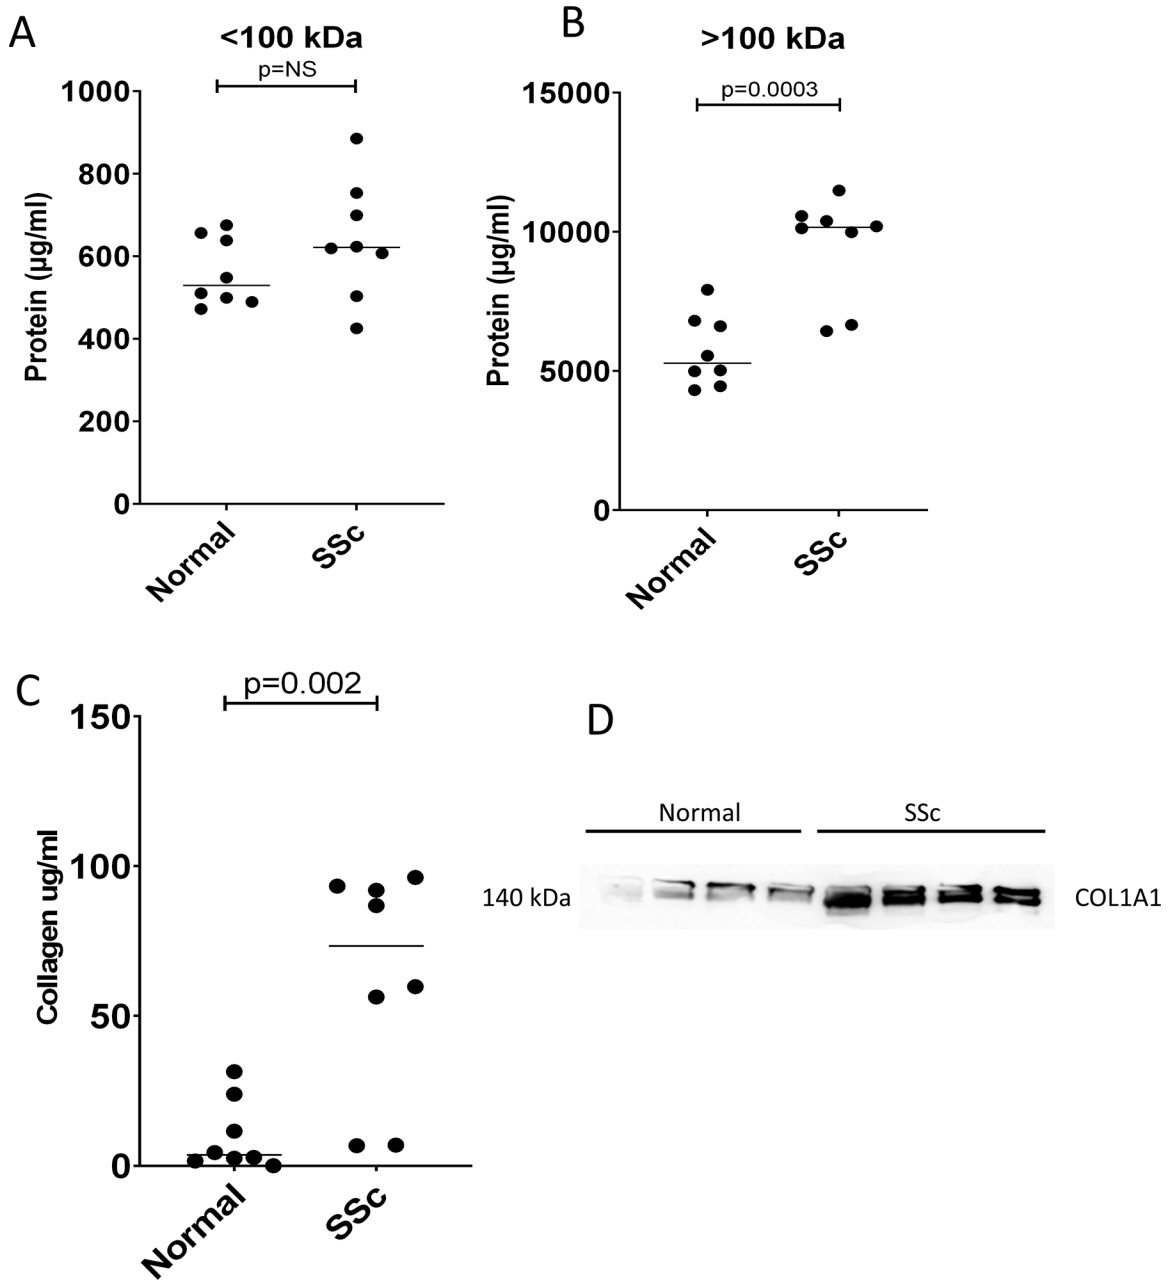 A
<100 kDa
p=NS
1000
800
600
400
200
0
Protein (µg/ml)
Normal
SSc
B
>100 kDa
p=0.0003
15000
10000
5000
0
Protein (µg/ml)
Normal
SSc
C
p=0.002
150
100
50
0
Collagen ug/ml
Normal
SSc
D
Normal
SSc
140 kDa
COL1A1